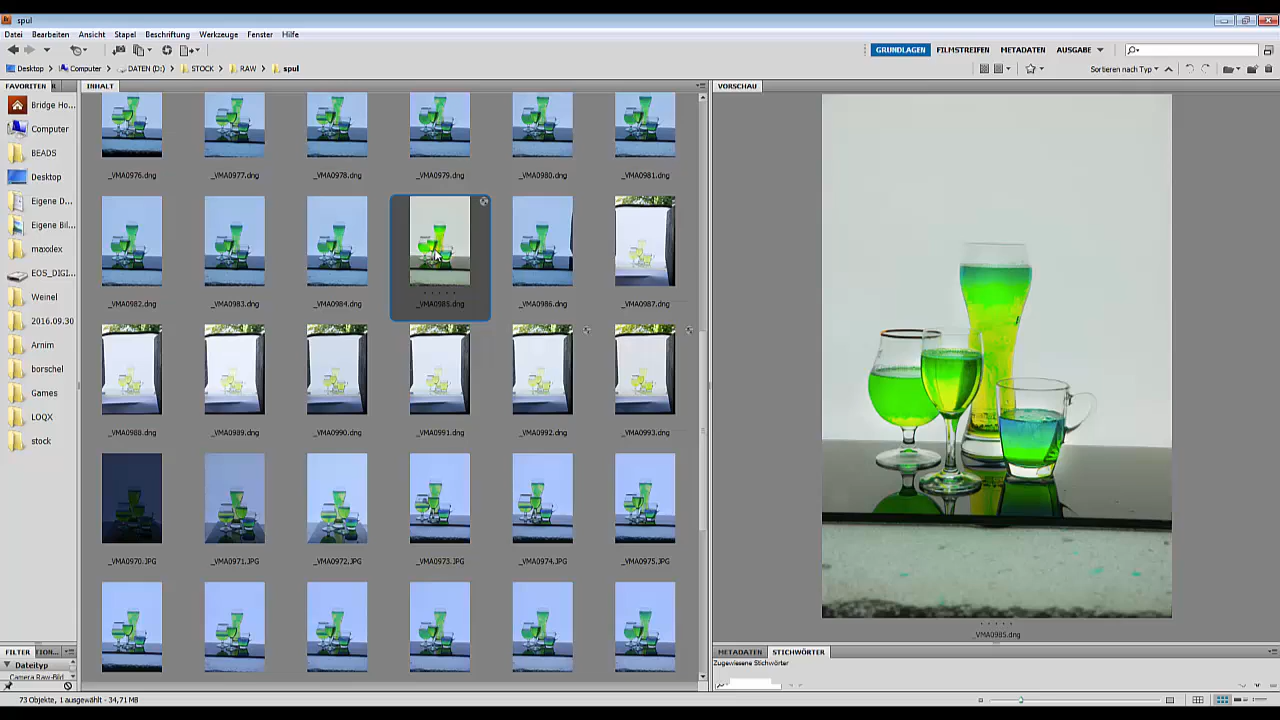 spul
Datei Bearbeiten Ansicht Stapel Beschriftung Werkzeuge Fenster Hilfe
GRUNDLAGEN FILMSTREIFEN METADATEN AUSGABE
Desktop Computer DATEN (D:) STOCK RAW spul
Sortieren nach Typ
FAVORITEN INHALT VORSCHAU
Bridge Ho...
Computer
BEADS
Desktop
Eigene D...
Eigene Bil...
maxxlex
EOS_DIGI...
Weinel
2016.09.30
Arnim
borschel
Games
LOQX
stock
_VMA0976.dng _VMA0977.dng _VMA0978.dng _VMA0979.dng _VMA0980.dng _VMA0981.dng
_VMA0982.dng _VMA0983.dng _VMA0984.dng _VMA0985.dng _VMA0986.dng _VMA0987.dng
_VMA0988.dng _VMA0989.dng _VMA0990.dng _VMA0991.dng _VMA0992.dng _VMA0993.dng
_VMA0970.JPG _VMA0971.JPG _VMA0972.JPG _VMA0973.JPG _VMA0974.JPG _VMA0975.JPG
_VMA0985.dng
FILTER
Dateityp
Camera Raw-Bild
METADATEN STICHWÖRTER
Zugewiesene Stichwörter
73 Objekte, 1 ausgewählt - 34,71 MB